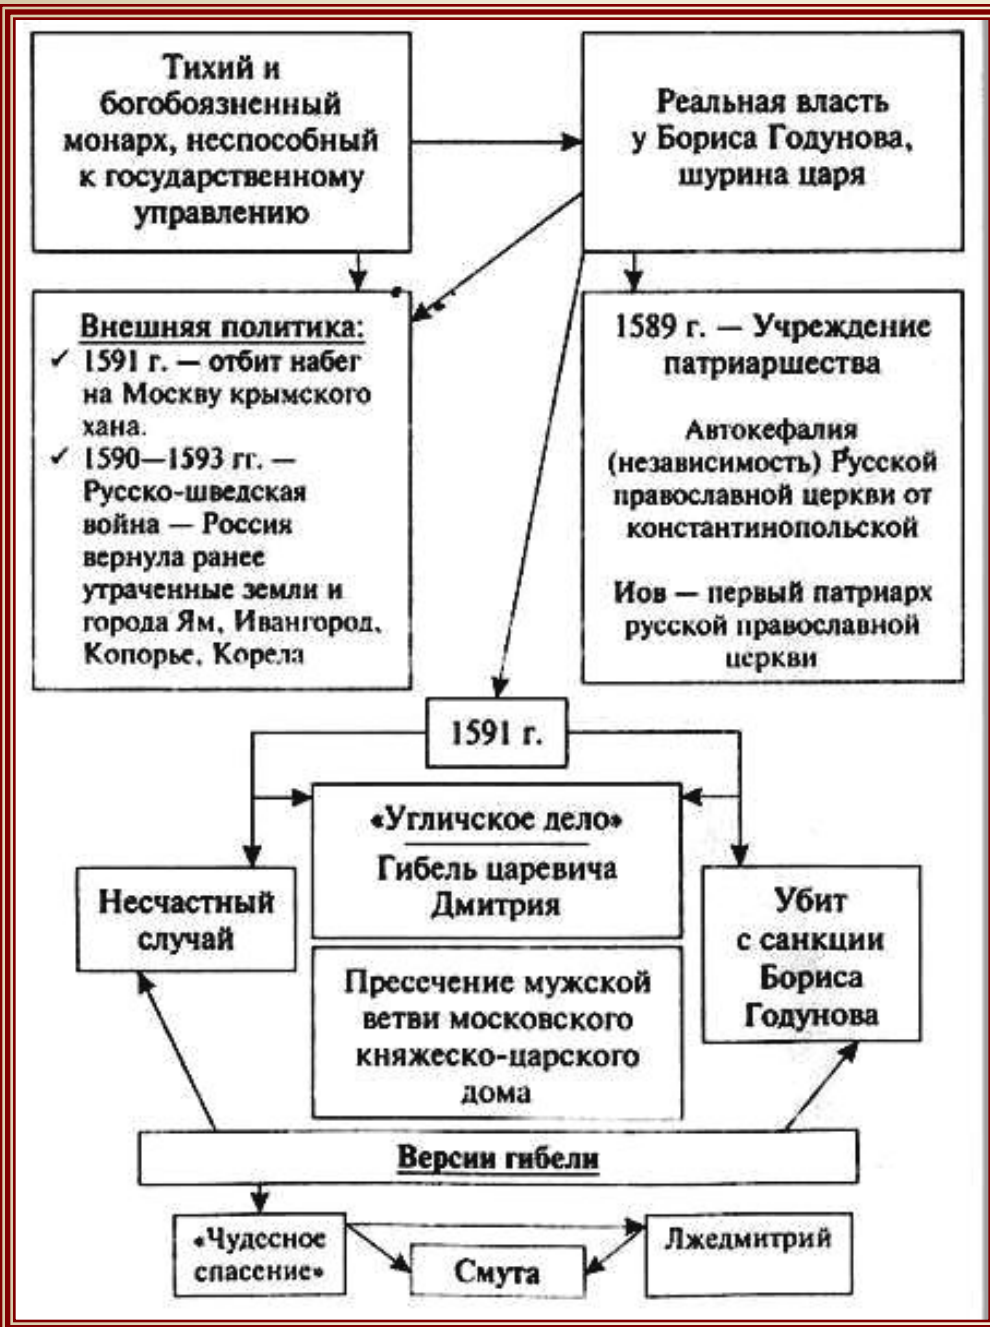 Тихий и
богобоязненный
монарх, неспособный
к государственному
управлению
Реальная власть
у Бориса Годунова,
шурина царя
Внешняя политика:
✓ 1591 г. — отбит набег
на Москву крымского
хана.
✓ 1590—1593 гг. —
Русско-шведская
война — Россия
вернула ранее
утраченные земли и
города Ям, Ивангород,
Копорье, Корела
1589 г. — Учреждение
патриаршества
Автокефалия
(независимость) Русской
православной церкви от
константинопольской
Иов — первый патриарх
русской православной
церкви
1591 г.
«Угличское дело»
Гибель царевича
Дмитрия
Несчастный
случай
Убит
с санкции
Бориса
Годунова
Пресечение мужской
ветви московского
княжеско-царского
дома
Версии гибели
«Чудесное
спасение»
Смута
Лжедмитрий